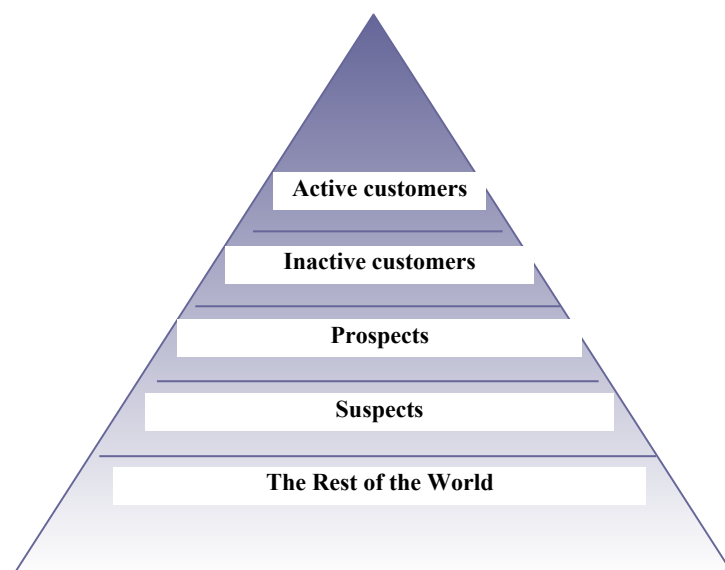 Active customers
Inactive customers
Prospects
Suspects
The Rest of the World